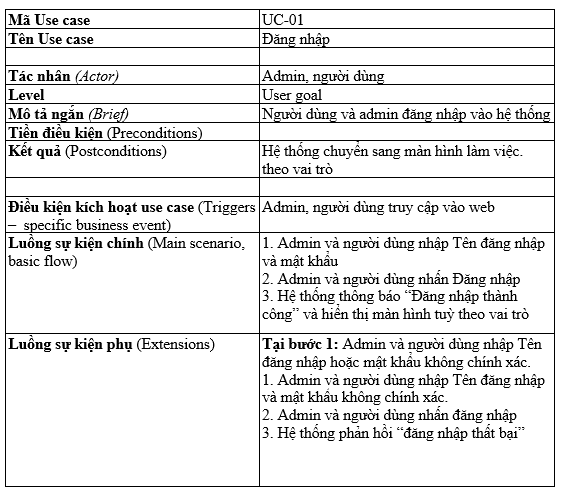 Mã Use case UC-01
Tên Use case Đăng nhập
Tác nhân (Actor) Admin, người dùng
Level User goal
Mô tả ngắn (Brief) Người dùng và admin đăng nhập vào hệ thống
Tiền điều kiện (Preconditions)
Kết quả (Postconditions) Hệ thống chuyển sang màn hình làm việc.
theo vai trò
Điều kiện kích hoạt use case (Triggers Admin, người dùng truy cập vào web
– specific business event)
Luồng sự kiện chính (Main scenario, 1. Admin và người dùng nhập Tên đăng nhập
basic flow) và mật khẩu
2. Admin và người dùng nhấn Đăng nhập
3. Hệ thống thông báo “Đăng nhập thành
công” và hiển thị màn hình tuỳ theo vai trò
Luồng sự kiện phụ (Extensions) Tại bước 1: Admin và người dùng nhập Tên
đăng nhập hoặc mật khẩu không chính xác.
1. Admin và người dùng nhập Tên đăng nhập
và mật khẩu không chính xác.
2. Admin và người dùng nhấn đăng nhập
3. Hệ thống phản hồi “đăng nhập thất bại”